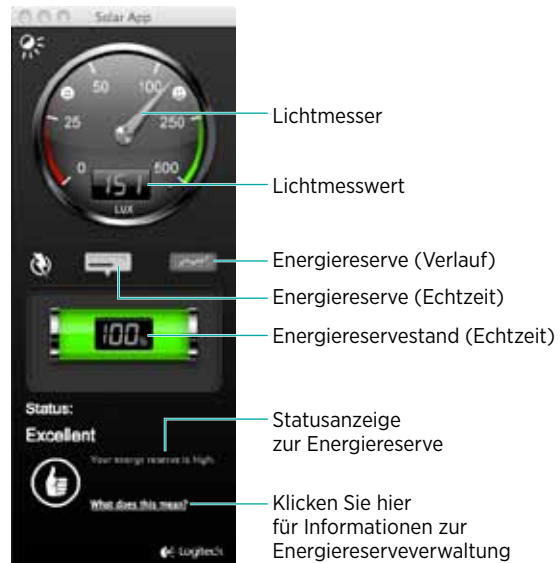 Solar App
50
100
25
250
0
500
151
LUX
Lichtmesser
Lichtmesswert
Energiereserve (Verlauf)
Energiereserve (Echtzeit)
100%
Energiereservestand (Echtzeit)
Status:
Excellent
Your energy reserve is high.
What does this mean?
Logitech
Statusanzeige
zur Energiereserve
Klicken Sie hier
für Informationen zur
Energiereserveverwaltung